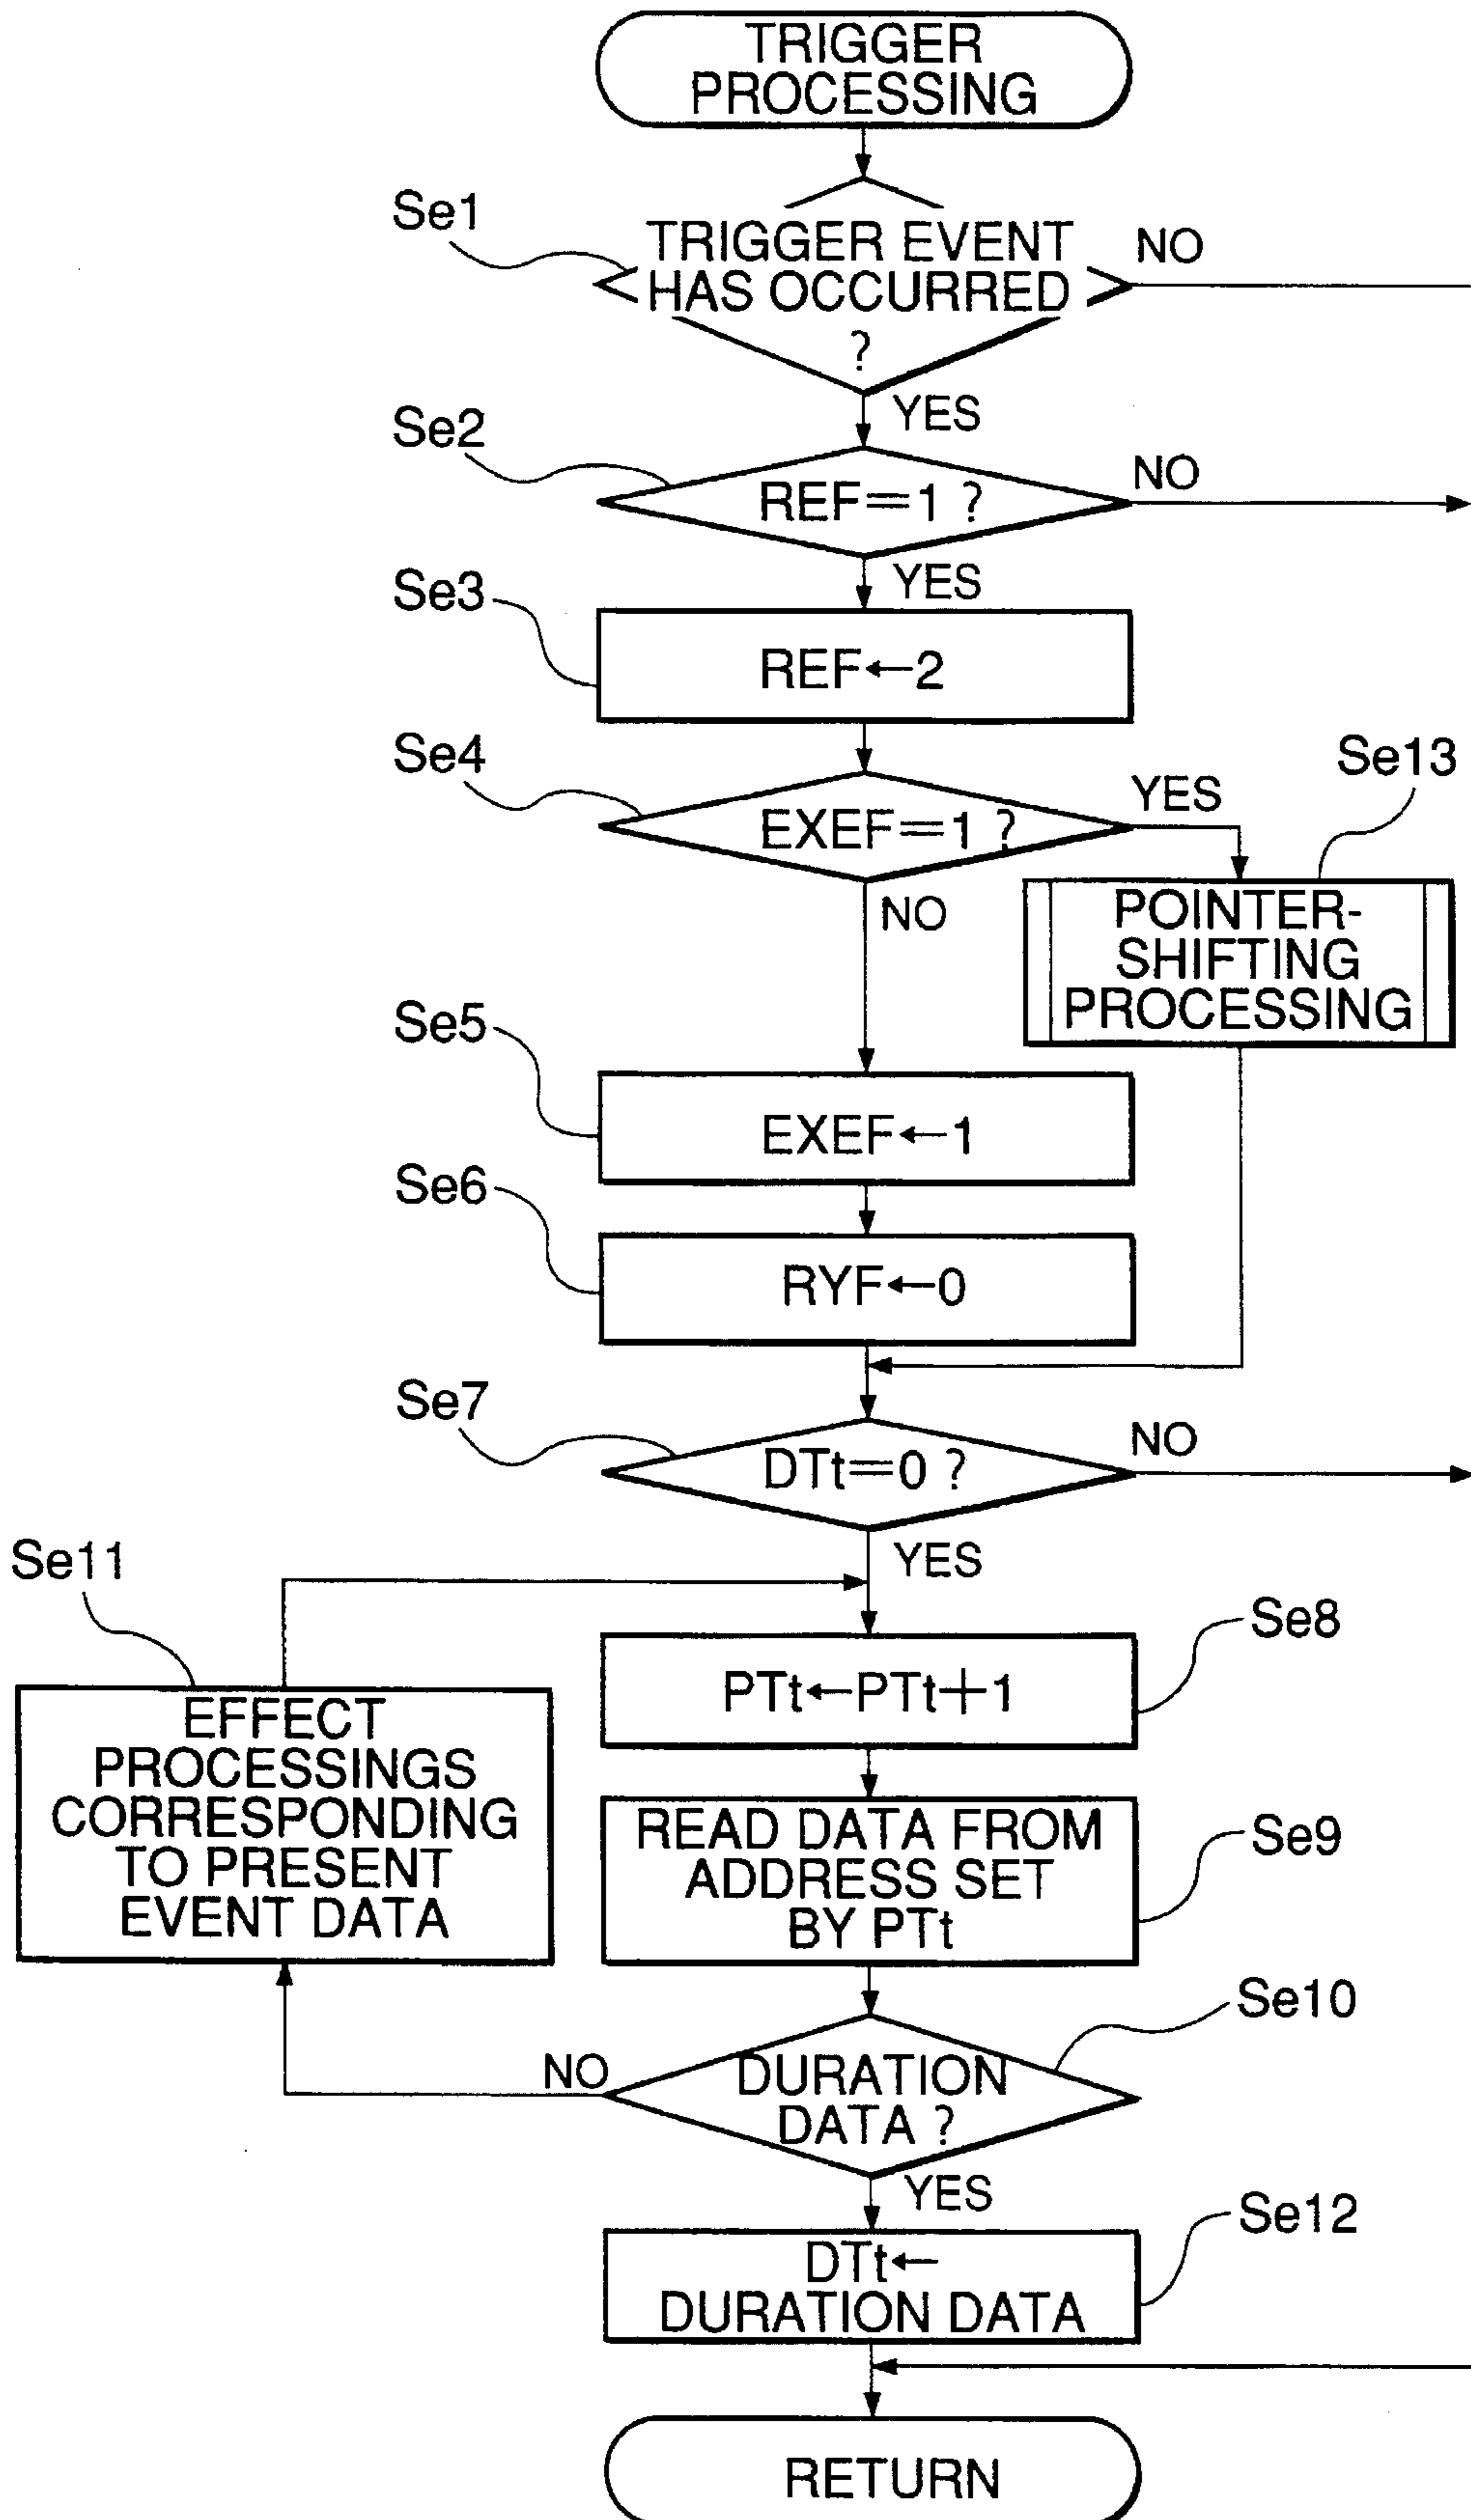 TRIGGER
PROCESSING
Se1
TRIGGER EVENT
HAS OCCURRED
?
NO
YES
Se2
REF=1 ?
NO
YES
Se3
REF←2
Se4
EXEF=1 ?
YES
Se13
NO
POINTER-
SHIFTING
PROCESSING
Se5
EXEF←1
Se6
RYF←0
Se7
DTt=0 ?
NO
YES
Se11
Se8
PTt←PTt+1
EFFECT
PROCESSINGS
CORRESPONDING
TO PRESENT
EVENT DATA
READ DATA FROM
ADDRESS SET
BY PTt
Se9
Se10
NO
DURATION
DATA ?
YES
Se12
DTt←
DURATION DATA
RETURN